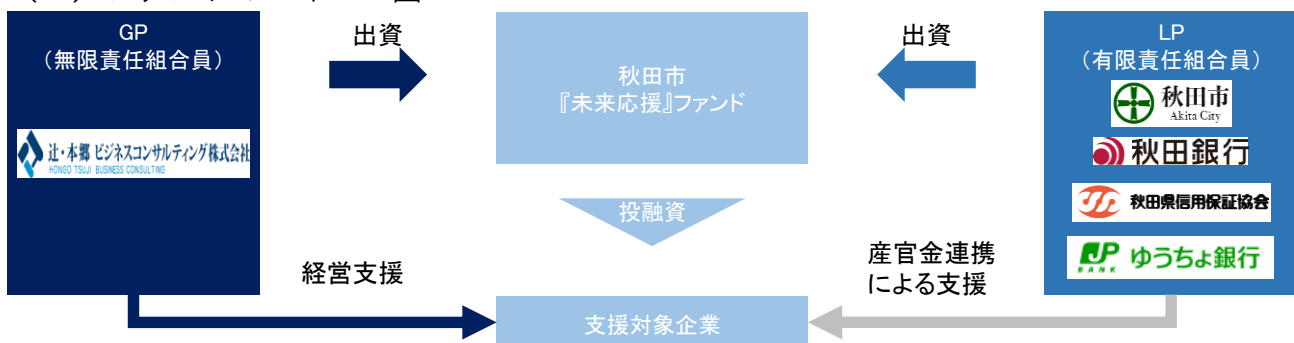 GP
（無限責任組合員）
辻・本郷 ビジネスコンサルティング株式会社
HONGO TSUJI BUSINESS CONSULTING
出資
秋田市
『未来応援』ファンド
出資
LP
（有限責任組合員）
秋田市
Akita City
秋田銀行
秋田県信用保証協会
JP
BANK
ゆうちょ銀行
投融資
経営支援
産官金連携
による支援
支援対象企業